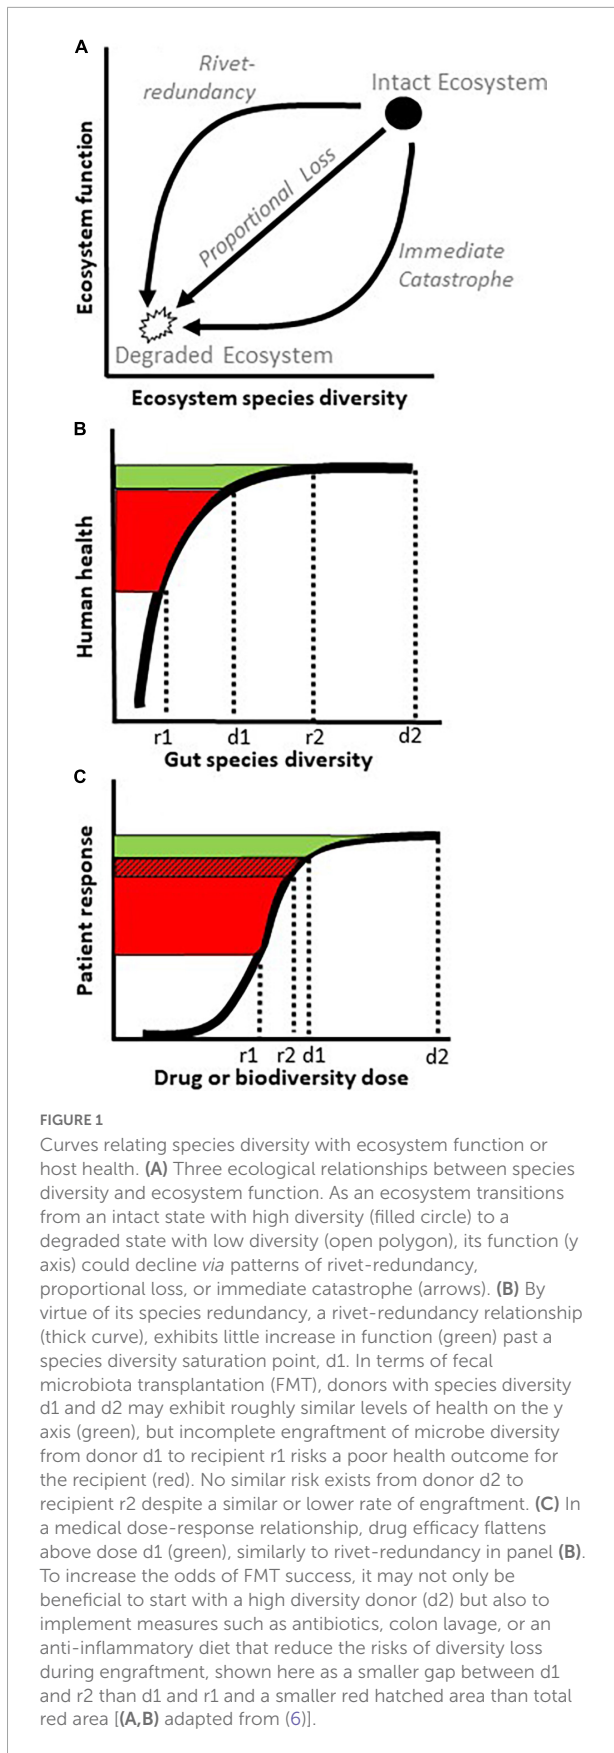 A
Rivet-
redundancy
Intact Ecosystem
Ecosystem function
Proportional Loss
Immediate
Catastrophe
Degraded Ecosystem
Ecosystem species diversity
B
Human health
r1 d1 r2 d2
Gut species diversity
C
Patient response
r1 r2 d1 d2
Drug or biodiversity dose
FIGURE 1
Curves relating species diversity with ecosystem function or
host health. (A) Three ecological relationships between species
diversity and ecosystem function. As an ecosystem transitions
from an intact state with high diversity (filled circle) to a
degraded state with low diversity (open polygon), its function (y
axis) could decline via patterns of rivet-redundancy,
proportional loss, or immediate catastrophe (arrows). (B) By
virtue of its species redundancy, a rivet-redundancy relationship
(thick curve), exhibits little increase in function (green) past a
species diversity saturation point, d1. In terms of fecal
microbiota transplantation (FMT), donors with species diversity
d1 and d2 may exhibit roughly similar levels of health on the y
axis (green), but incomplete engraftment of microbe diversity
from donor d1 to recipient r1 risks a poor health outcome for
the recipient (red). No similar risk exists from donor d2 to
recipient r2 despite a similar or lower rate of engraftment. (C) In
a medical dose-response relationship, drug efficacy flattens
above dose d1 (green), similarly to rivet-redundancy in panel (B).
To increase the odds of FMT success, it may not only be
beneficial to start with a high diversity donor (d2) but also to
implement measures such as antibiotics, colon lavage, or an
anti-inflammatory diet that reduce the risks of diversity loss
during engraftment, shown here as a smaller gap between d1
and r2 than d1 and r1 and a smaller red hatched area than total
red area [(A,B) adapted from (6)].